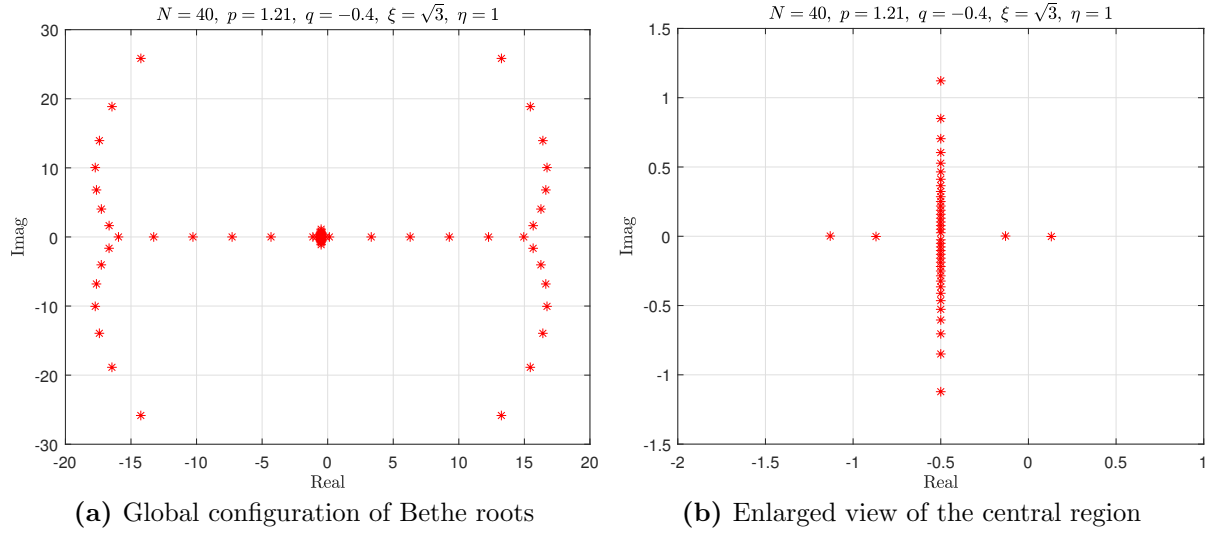 N = 40, p = 1.21, q = −0.4, ξ = √3, η = 1
30
20
10
0
-10
-20
-30
Imag
-20 -15 -10 -5 0 5 10 15 20
Real
(a) Global configuration of Bethe roots
N = 40, p = 1.21, q = −0.4, ξ = √3, η = 1
1.5
1
0.5
0
-0.5
-1
-1.5
Imag
-2 -1.5 -1 -0.5 0 0.5 1
Real
(b) Enlarged view of the central region